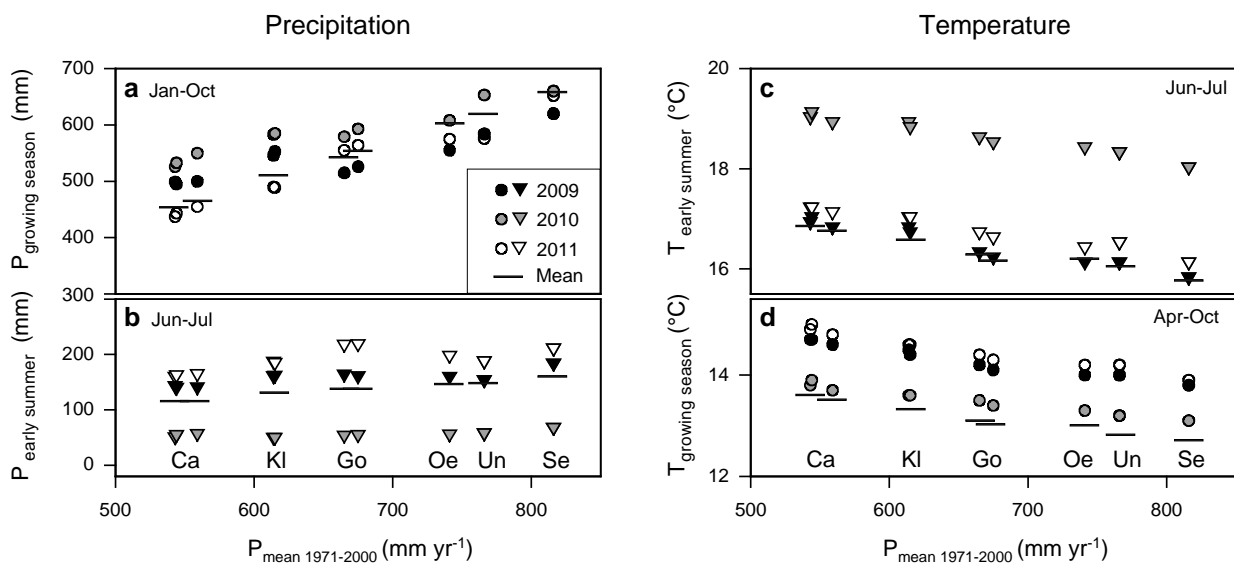 Precipitation
Temperature
a Jan-Oct
P growing season (mm)
700
600
500
400
300
2009
2010
2011
Mean
b Jun-Jul
P early summer (mm)
200
100
0
Ca Kl Go Oe Un Se
500 600 700 800
P mean 1971-2000 (mm yr-1)
c Jun-Jul
T early summer (°C)
20
18
16
d Apr-Oct
T growing season (°C)
14
12
Ca Kl Go Oe Un Se
500 600 700 800
P mean 1971-2000 (mm yr-1)